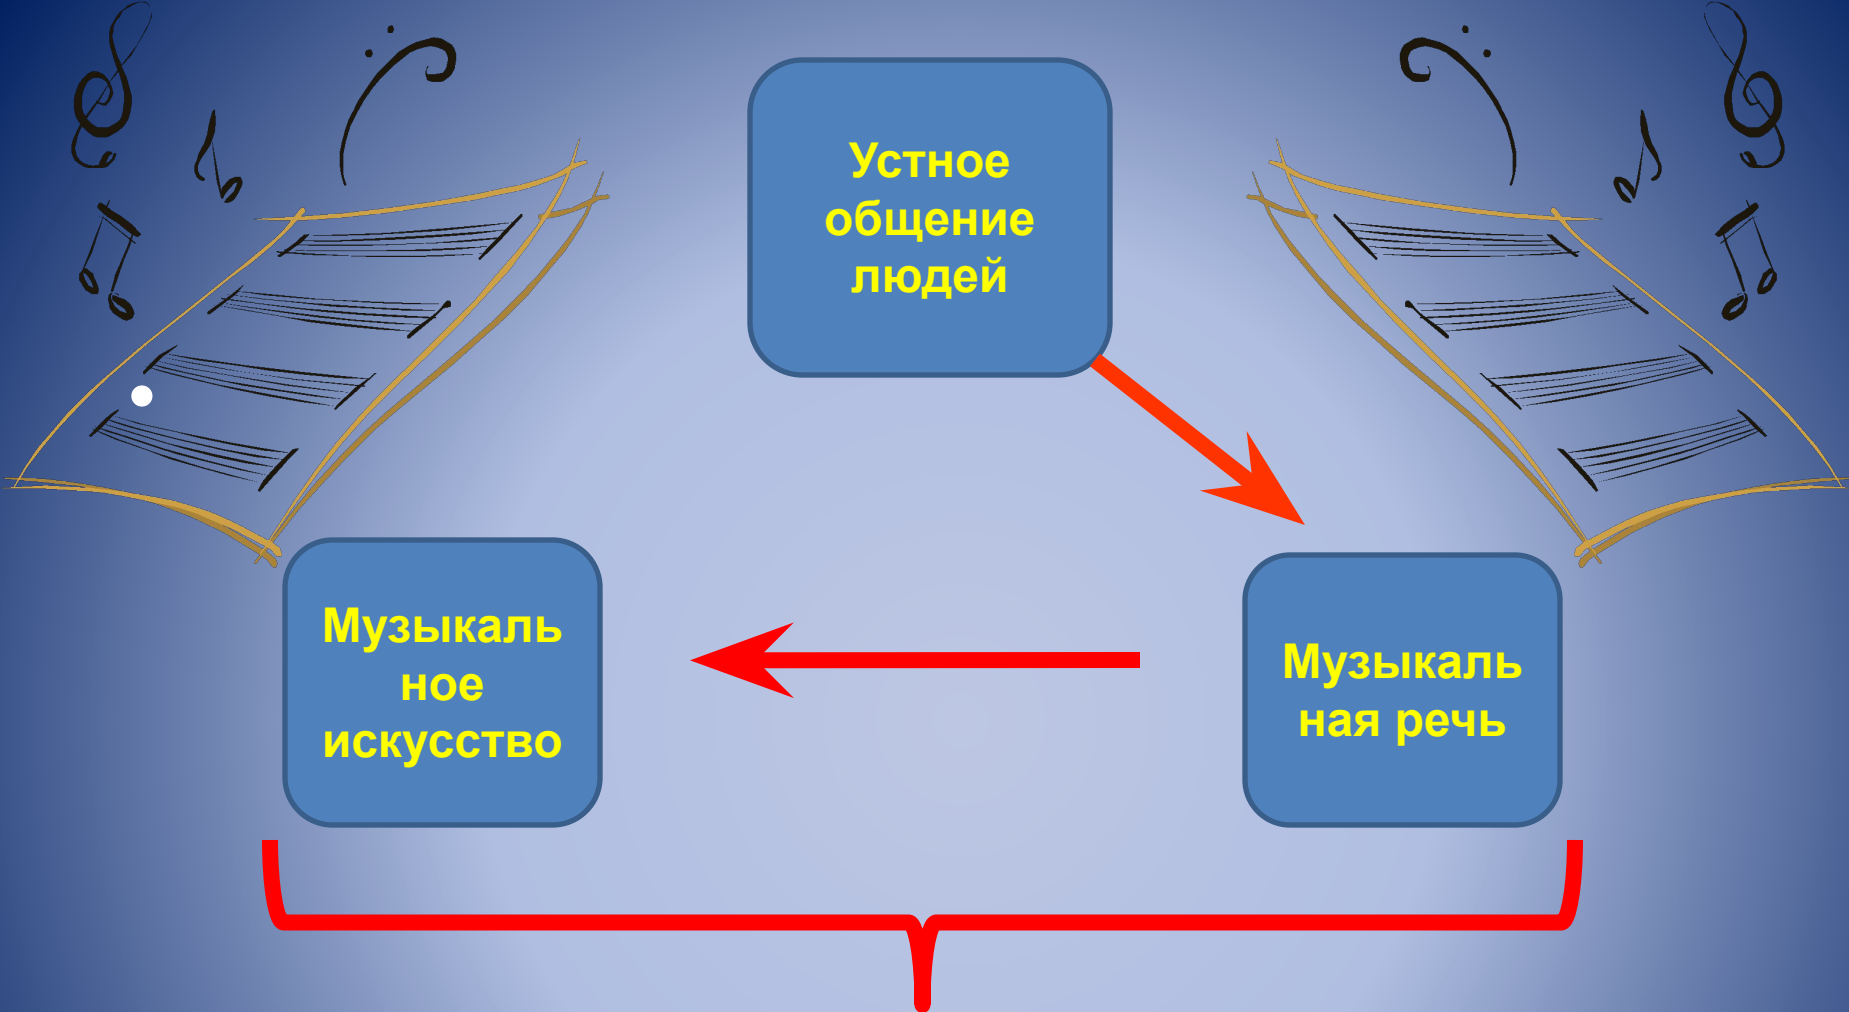 Устное
общение
людей
Музыкаль
ное
искусство
Музыкаль
ная речь